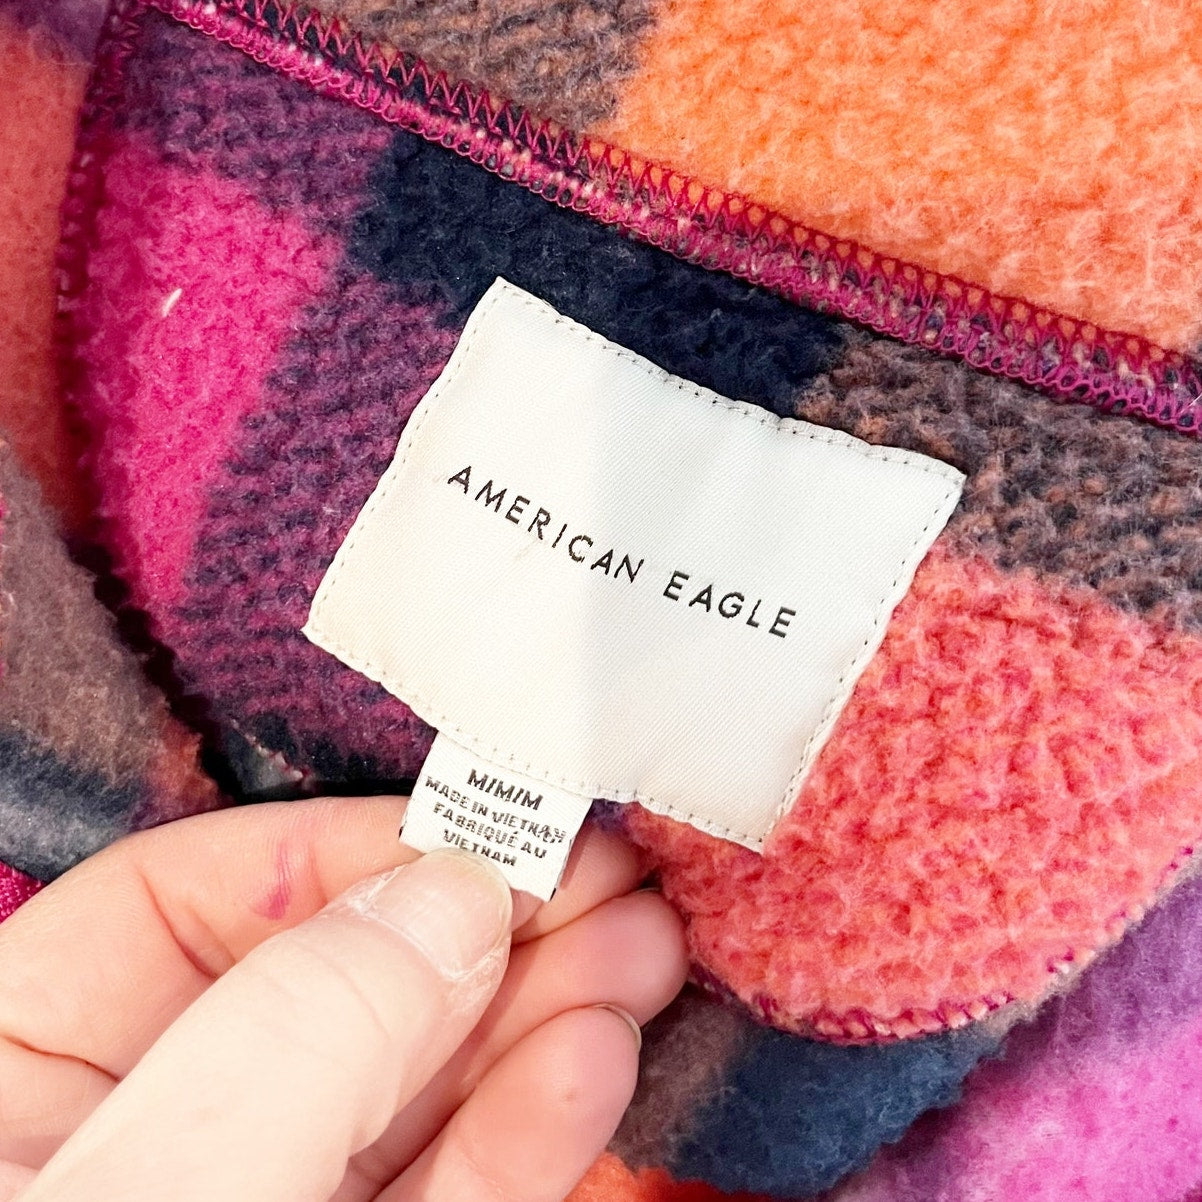 AMERICAN EAGLE
M/M/M
MADE IN VIETNAM
FABRIQUÉ AU
VIETNAM